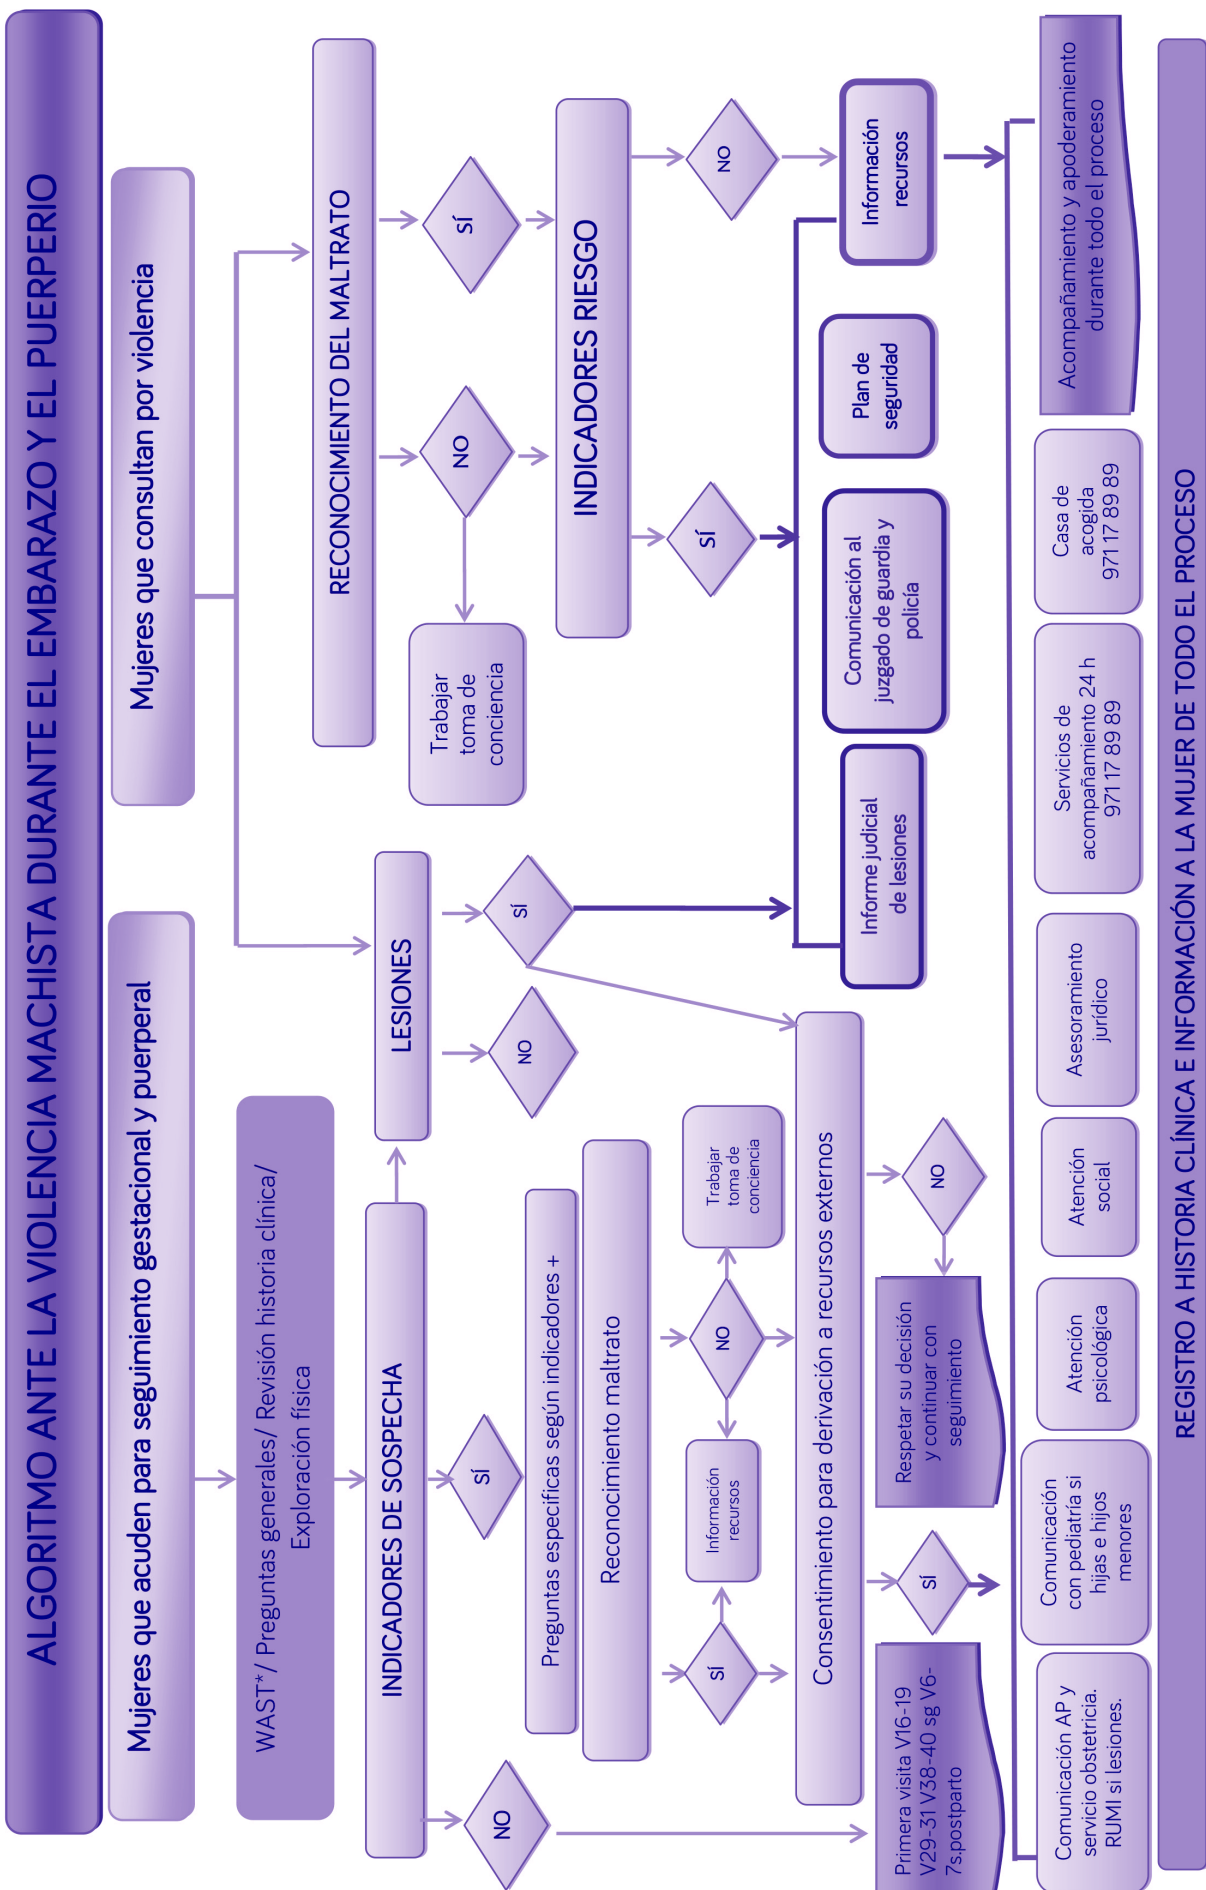 ALGORITMO ANTE LA VIOLENCIA MACHISTA DURANTE EL EMBARAZO Y EL PUERPERIO
Mujeres que acuden para seguimiento gestacional y puerperal
Mujeres que consultan por violencia
WAST*/ Preguntas generales/ Revisión historia clínica/
Exploración física
INDICADORES DE SOSPECHA
LESIONES
RECONOCIMIENTO DEL MALTRATO
NO
SÍ
NO
SÍ
NO
SÍ
Trabajar
toma de
conciencia
Preguntas específicas según indicadores +
Reconocimiento maltrato
INDICADORES RIESGO
SÍ
NO
SÍ
NO
Información
recursos
Trabajar
toma de
conciencia
Consentimiento para derivación a recursos externos
Informe judicial
de lesiones
Comunicación al
juzgado de guardia y
policía
Plan de
seguridad
Información
recursos
SÍ
NO
Primera visita V16-19
V29-31 V38-40 sg V6-
7s.postparto
Respetar su decisión
y continuar con
seguimiento
Comunicación AP y
servicio obstetricia.
RUMI si lesiones.
Comunicación
con pediatría si
hijas e hijos
menores
Atención
psicológica
Atención
social
Asesoramiento
jurídico
Servicios de
acompañamiento 24 h
971 17 89 89
Casa de
acogida
971 17 89 89
Acompañamiento y apoderamiento
durante todo el proceso
REGISTRO A HISTORIA CLÍNICA E INFORMACIÓN A LA MUJER DE TODO EL PROCESO